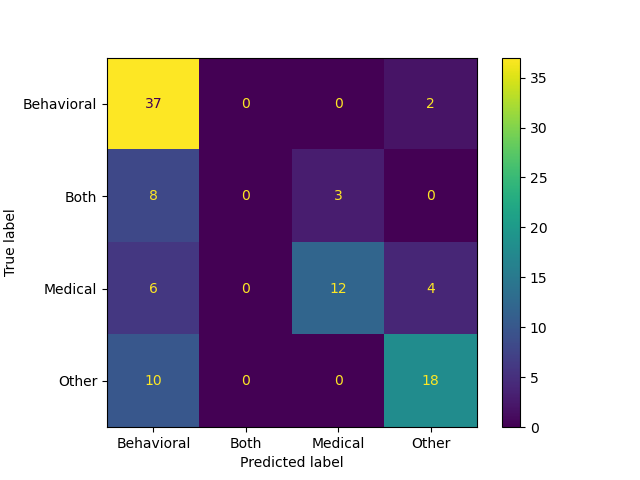 Behavioral 37 0 0 2
Both 8 0 3 0
Medical 6 0 12 4
Other 10 0 0 18
Behavioral Both Medical Other
Predicted label
True label
35
30
25
20
15
10
5
0